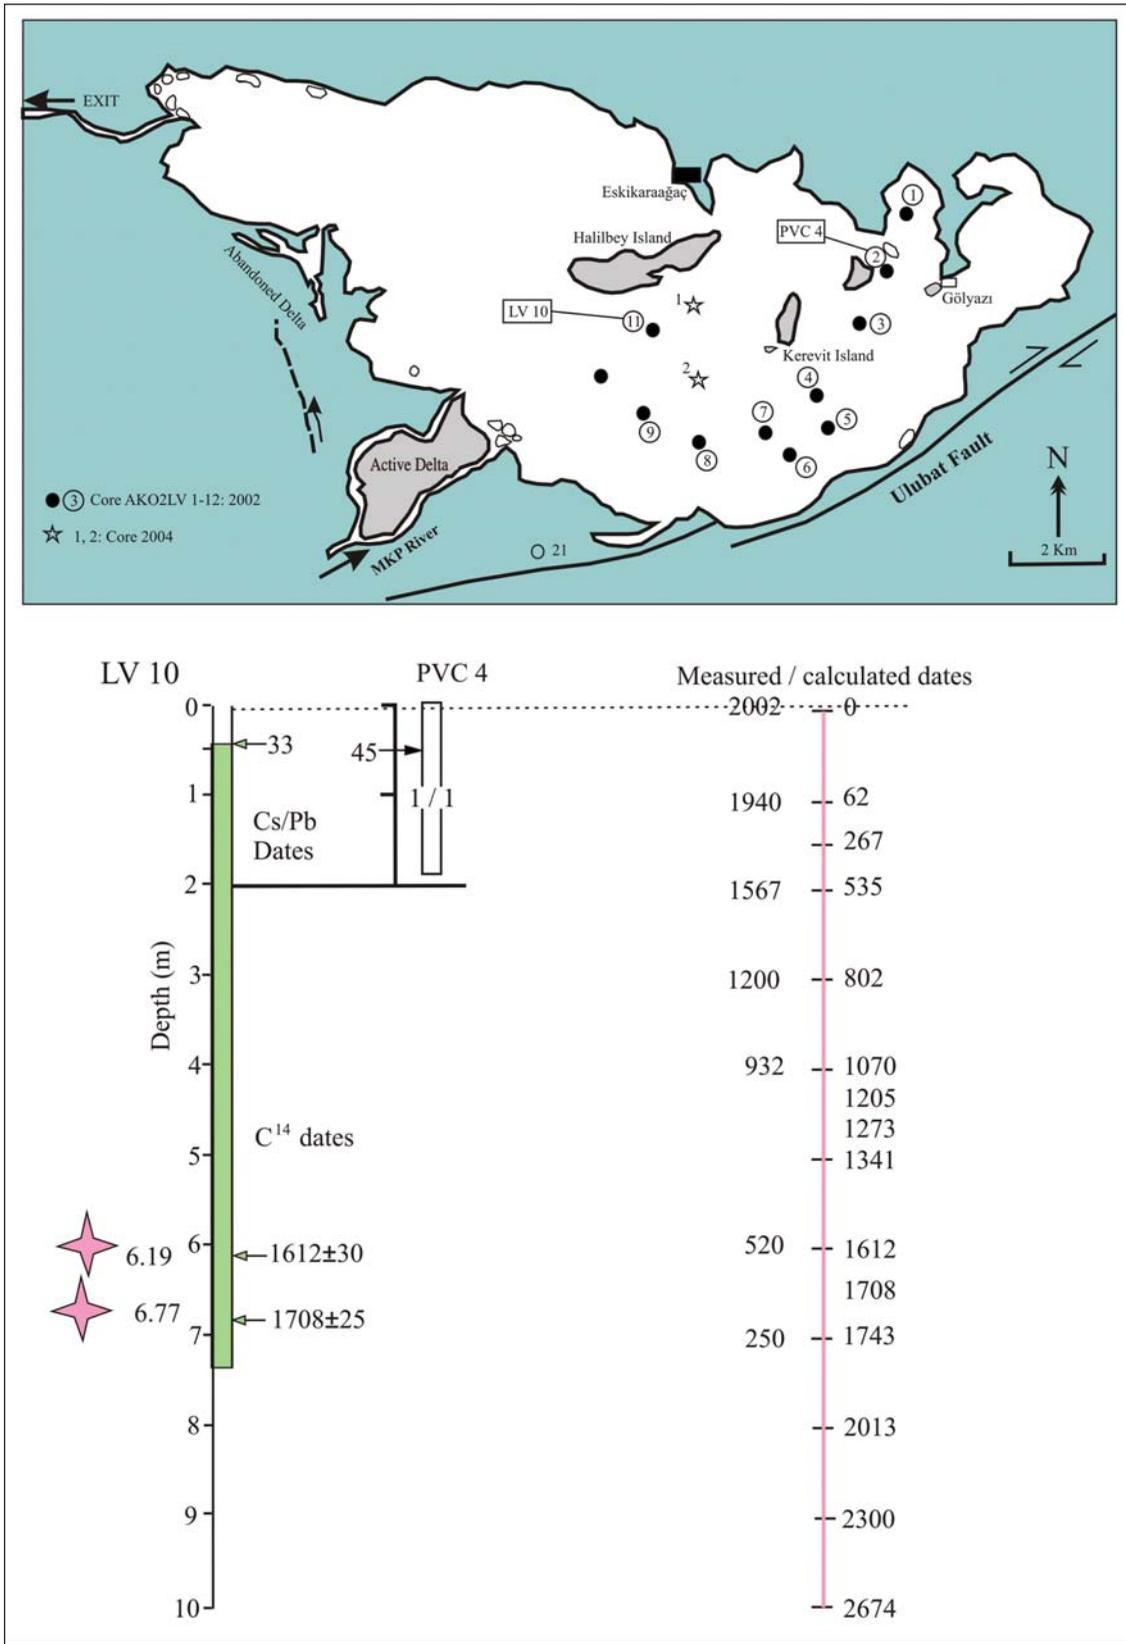 EXIT
1
Eskikaraağaç
PVC 4
2
Halilbey Island
Abandoned Delta
Gölyazı
1
LV 10
11
3
Kerevit Island
2
4
7
5
9
8
6
Ulubat Fault
Active Delta
N
3 Core AKO2LV 1-12: 2002
1, 2: Core 2004
MKP River
21
2 Km
LV 10
PVC 4
Measured / calculated dates
0
2002
0
33
45
1
1 / 1
1940
62
Cs/Pb
Dates
267
2
1567
535
Depth (m)
3
1200
802
4
932
1070
1205
1273
C14 dates
5
1341
6
6.19
1612±30
520
1612
1708
6.77
1708±25
7
250
1743
8
2013
9
2300
10
2674